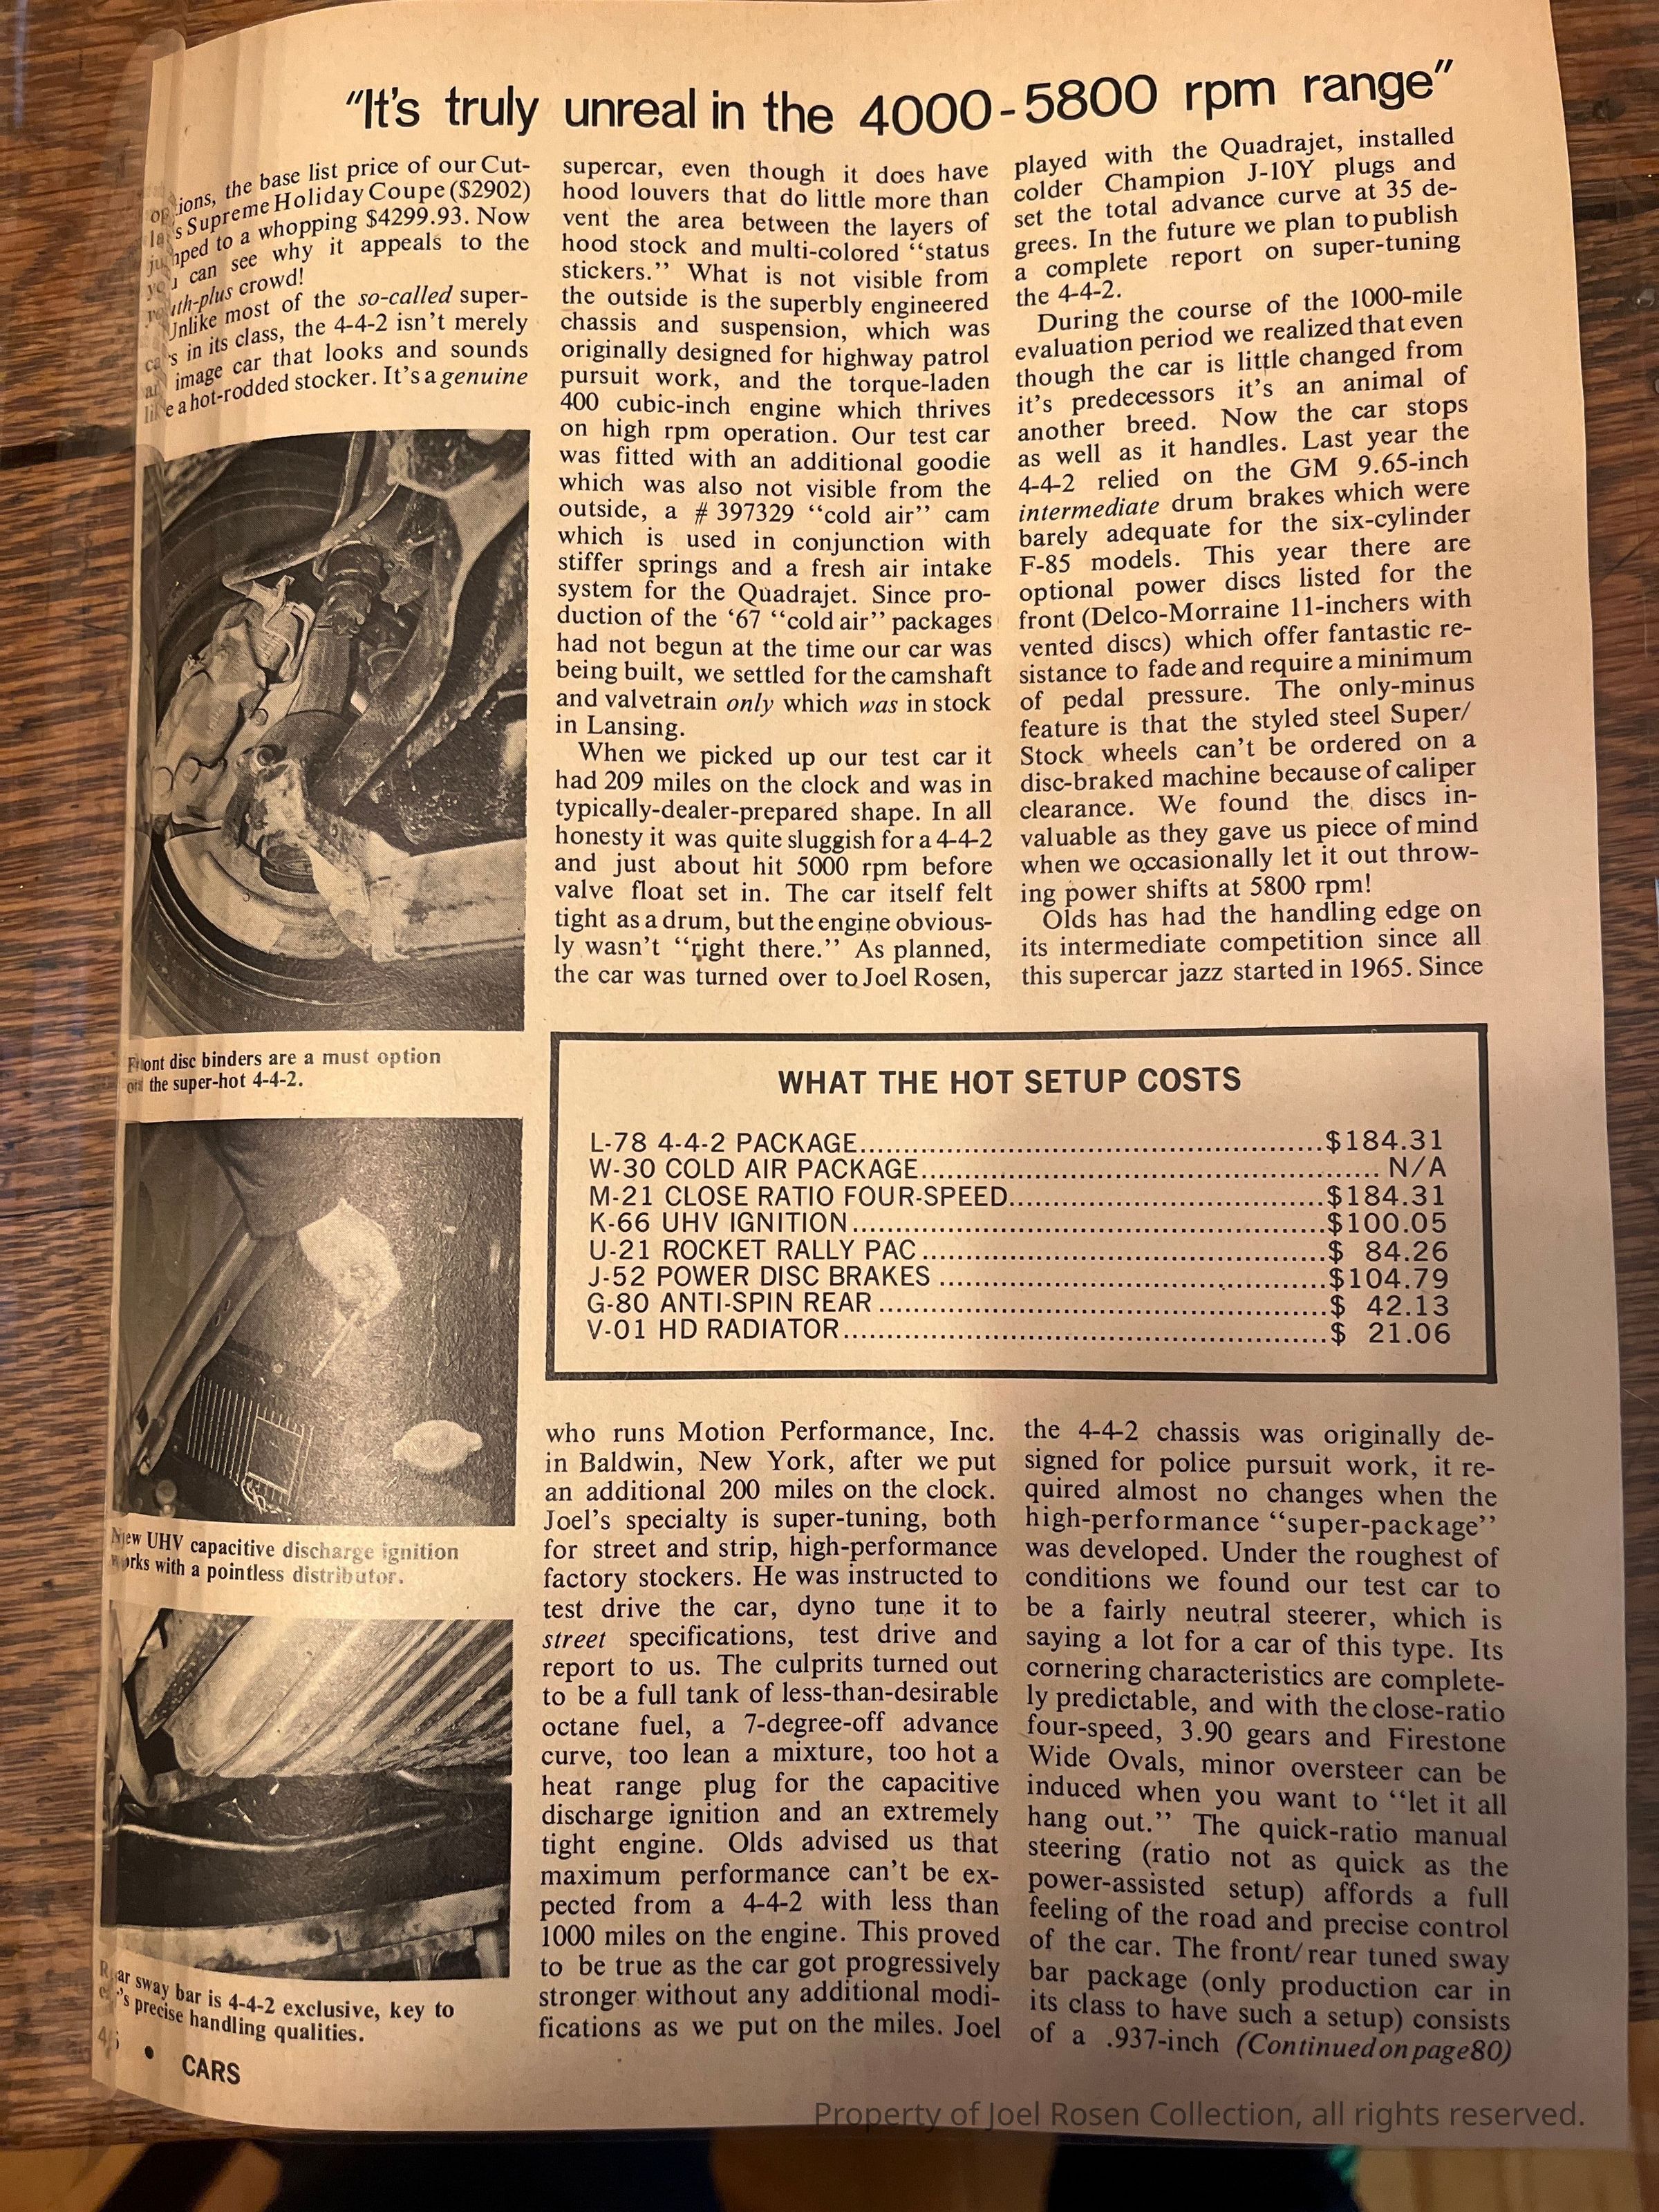 “It’s truly unreal in the 4000-5800 rpm range”
options, the base list price of our Cut-
lass Supreme Holiday Coupe ($2902)
jumped to a whopping $4299.93. Now
you can see why it appeals to the
youth-plus crowd!
Unlike most of the so-called super-
cars in its class, the 4-4-2 isn’t merely
an image car that looks and sounds
like a hot-rodded stocker. It’s a genuine
Front disc binders are a must option
on the super-hot 4-4-2.
New UHV capacitive discharge ignition
works with a pointless distributor.
Rear sway bar is 4-4-2 exclusive, key to
car’s precise handling qualities.
supercar, even though it does have
hood louvers that do little more than
vent the area between the layers of
hood stock and multi-colored “status
stickers.” What is not visible from
the outside is the superbly engineered
chassis and suspension, which was
originally designed for highway patrol
pursuit work, and the torque-laden
400 cubic-inch engine which thrives
on high rpm operation. Our test car
was fitted with an additional goodie
which was also not visible from the
outside, a #397329 “cold air” cam
which is used in conjunction with
stiffer springs and a fresh air intake
system for the Quadrajet. Since pro-
duction of the ‘67 “cold air” packages
had not begun at the time our car was
being built, we settled for the camshaft
and valvetrain only which was in stock
in Lansing.
When we picked up our test car it
had 209 miles on the clock and was in
typically-dealer-prepared shape. In all
honesty it was quite sluggish for a 4-4-2
and just about hit 5000 rpm before
valve float set in. The car itself felt
tight as a drum, but the engine obvious-
ly wasn’t “right there.” As planned,
the car was turned over to Joel Rosen,
played with the Quadrajet, installed
colder Champion J-10Y plugs and
set the total advance curve at 35 de-
grees. In the future we plan to publish
a complete report on super-tuning
the 4-4-2.
During the course of the 1000-mile
evaluation period we realized that even
though the car is little changed from
it’s predecessors it’s an animal of
another breed. Now the car stops
as well as it handles. Last year the
4-4-2 relied on the GM 9.65-inch
intermediate drum brakes which were
barely adequate for the six-cylinder
F-85 models. This year there are
optional power discs listed for the
front (Delco-Morraine 11-inchers with
vented discs) which offer fantastic re-
sistance to fade and require a minimum
of pedal pressure. The only-minus
feature is that the styled steel Super/
Stock wheels can’t be ordered on a
disc-braked machine because of caliper
clearance. We found the discs in-
valuable as they gave us piece of mind
when we occasionally let it out throw-
ing power shifts at 5800 rpm!
Olds has had the handling edge on
its intermediate competition since all
this supercar jazz started in 1965. Since
WHAT THE HOT SETUP COSTS
L-78 4-4-2 PACKAGE $184.31
W-30 COLD AIR PACKAGE N/A
M-21 CLOSE RATIO FOUR-SPEED $184.31
K-66 UHV IGNITION $100.05
U-21 ROCKET RALLY PAC $ 84.26
J-52 POWER DISC BRAKES $104.79
G-80 ANTI-SPIN REAR $ 42.13
V-01 HD RADIATOR $ 21.06
who runs Motion Performance, Inc.
in Baldwin, New York, after we put
an additional 200 miles on the clock.
Joel’s specialty is super-tuning, both
for street and strip, high-performance
factory stockers. He was instructed to
test drive the car, dyno tune it to
street specifications, test drive and
report to us. The culprits turned out
to be a full tank of less-than-desirable
octane fuel, a 7-degree-off advance
curve, too lean a mixture, too hot a
heat range plug for the capacitive
discharge ignition and an extremely
tight engine. Olds advised us that
maximum performance can’t be ex-
pected from a 4-4-2 with less than
1000 miles on the engine. This proved
to be true as the car got progressively
stronger without any additional modi-
fications as we put on the miles. Joel
the 4-4-2 chassis was originally de-
signed for police pursuit work, it re-
quired almost no changes when the
high-performance “super-package”
was developed. Under the roughest of
conditions we found our test car to
be a fairly neutral steerer, which is
saying a lot for a car of this type. Its
cornering characteristics are complete-
ly predictable, and with the close-ratio
four-speed, 3.90 gears and Firestone
Wide Ovals, minor oversteer can be
induced when you want to “let it all
hang out.” The quick-ratio manual
steering (ratio not as quick as the
power-assisted setup) affords a full
feeling of the road and precise control
of the car. The front/rear tuned sway
bar package (only production car in
its class to have such a setup) consists
of a .937-inch (Continued on page 80)
• CARS
Property of Joel Rosen Collection, all rights reserved.